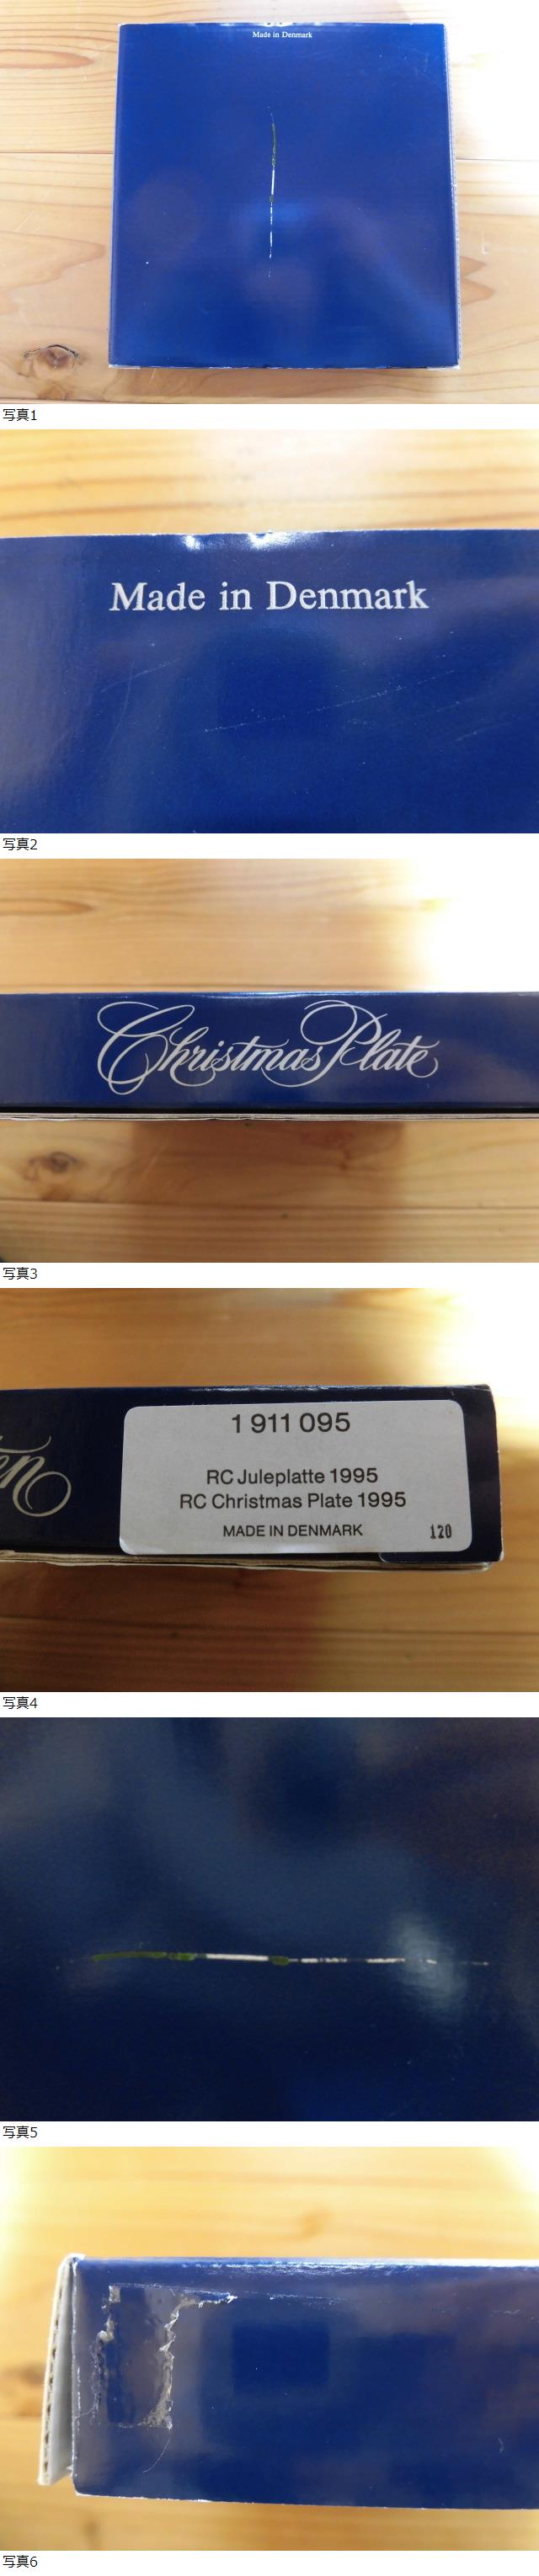 Made in Denmark
写真1
Made in Denmark
写真2
Christmas Plate
写真3
en
1 911 095
RC Juleplatte 1995
RC Christmas Plate 1995
MADE IN DENMARK
120
写真4
写真5
写真6